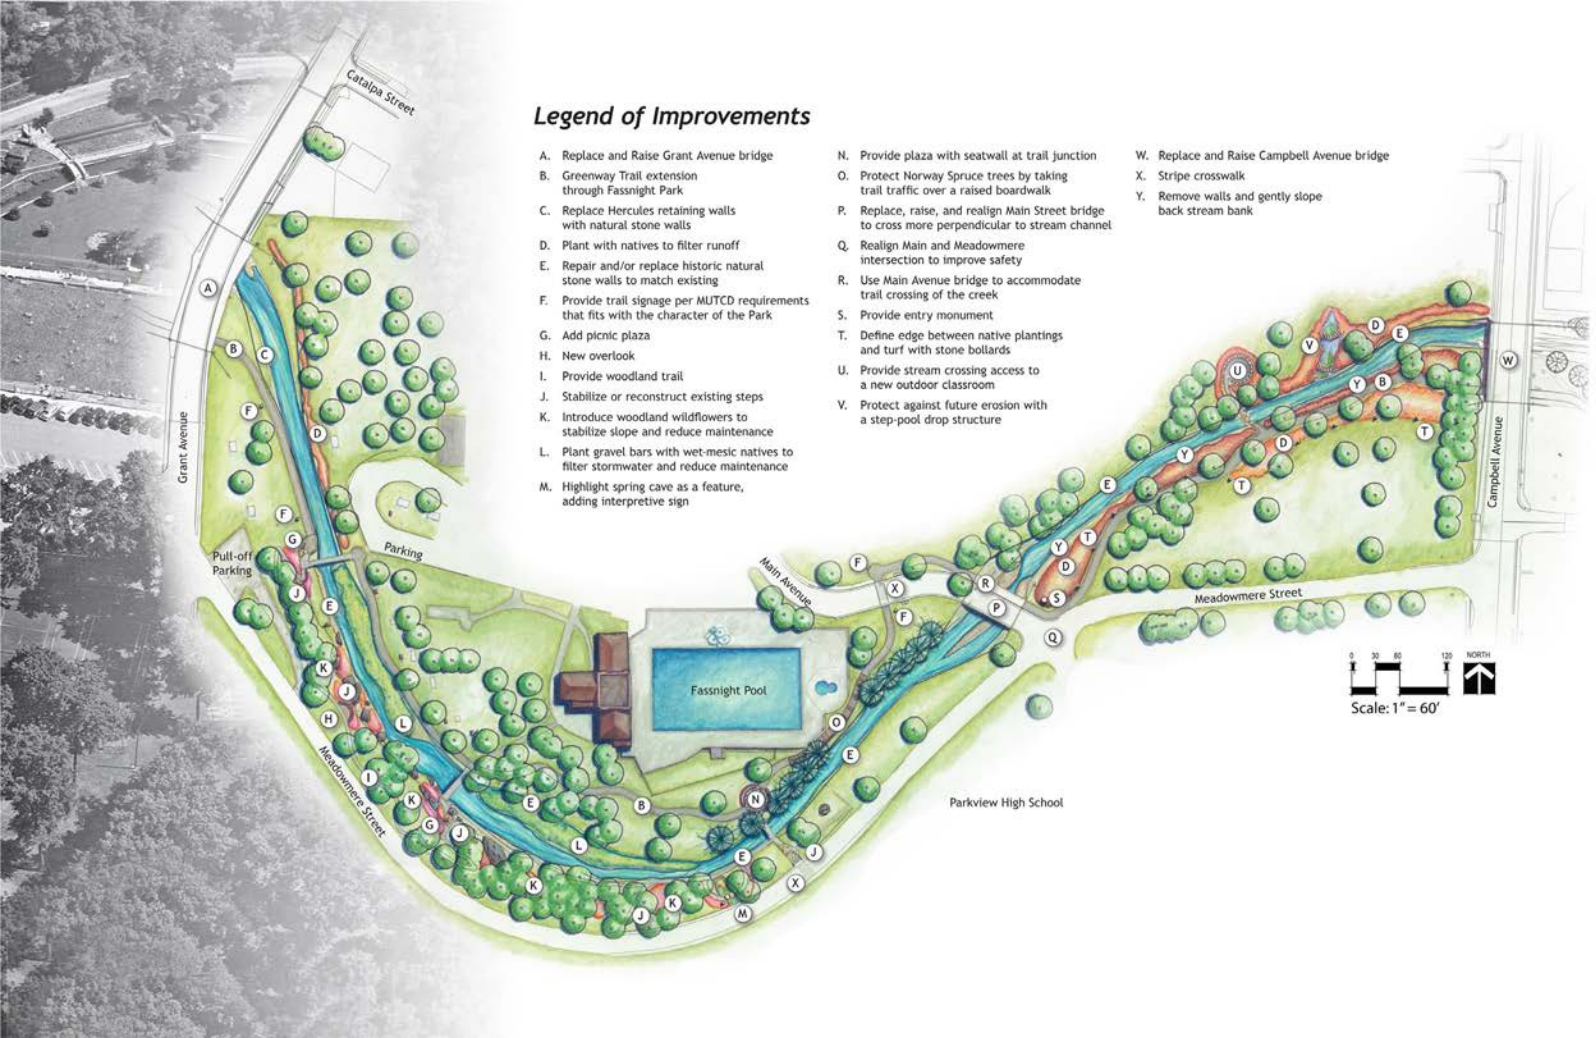 Catalpa Street
Legend of Improvements
A. Replace and Raise Grant Avenue bridge
B. Greenway Trail extension
through Fassnight Park
C. Replace Hercules retaining walls
with natural stone walls
D. Plant with natives to filter runoff
E. Repair and/or replace historic natural
stone walls to match existing
F. Provide trail signage per MUTCD requirements
that fits with the character of the Park
G. Add picnic plaza
H. New overlook
I. Provide woodland trail
J. Stabilize or reconstruct existing steps
K. Introduce woodland wildflowers to
stabilize slope and reduce maintenance
L. Plant gravel bars with wet-mesic natives to
filter stormwater and reduce maintenance
M. Highlight spring cave as a feature,
adding interpretive sign
N. Provide plaza with seatwall at trail junction
O. Protect Norway Spruce trees by taking
trail traffic over a raised boardwalk
P. Replace, raise, and realign Main Street bridge
to cross more perpendicular to stream channel
Q. Realign Main and Meadowmere
intersection to improve safety
R. Use Main Avenue bridge to accommodate
trail crossing of the creek
S. Provide entry monument
T. Define edge between native plantings
and turf with stone bollards
U. Provide stream crossing access to
a new outdoor classroom
V. Protect against future erosion with
a step-pool drop structure
W. Replace and Raise Campbell Avenue bridge
X. Stripe crosswalk
Y. Remove walls and gently slope
back stream bank
A
B
C
F
D
Grant Avenue
F
G
Pull-off
Parking
Parking
J
E
K
J
H
L
Meadowmere Street
I
K
G
J
E
L
K
J
K
M
E
X
J
N
B
O
E
Fassnight Pool
Main Avenue
F
X
F
R
P
S
Q
D
Y
T
E
Y
T
D
U
V
D
E
Y
B
T
W
Campbell Avenue
Meadowmere Street
Parkview High School
0 30 60 120
NORTH
Scale: 1" = 60'